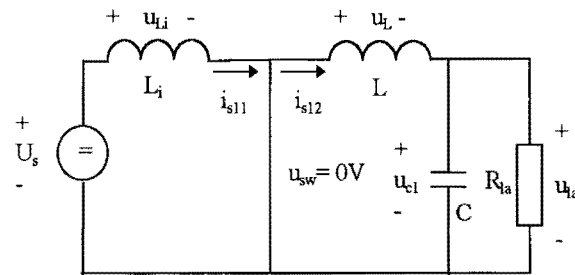 + u_Li -
+ u_L -
L_i
i_s11
i_s12
L
+
U_s
-
=
u_sw= 0V
+
u_c1
-
C
R_la
+
u_la
-